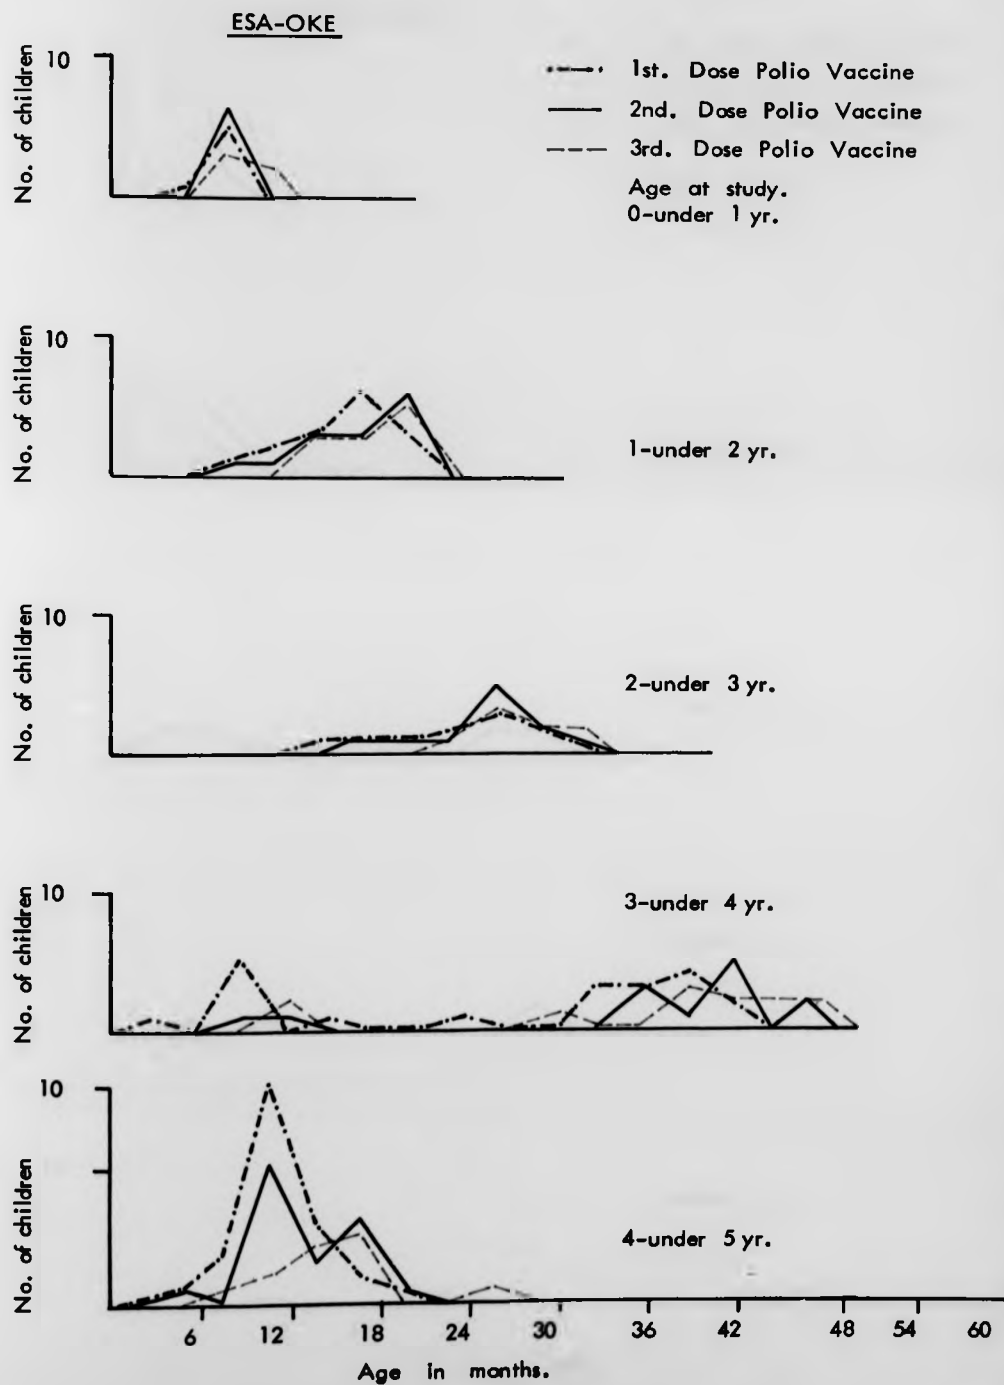 ESA-OKE
10
No. of children
1st. Dose Polio Vaccine
2nd. Dose Polio Vaccine
3rd. Dose Polio Vaccine
Age at study.
0-under 1 yr.
10
No. of children
1-under 2 yr.
10
No. of children
2-under 3 yr.
10
No. of children
3-under 4 yr.
10
No. of children
4-under 5 yr.
6 12 18 24 30 36 42 48 54 60
Age in months.